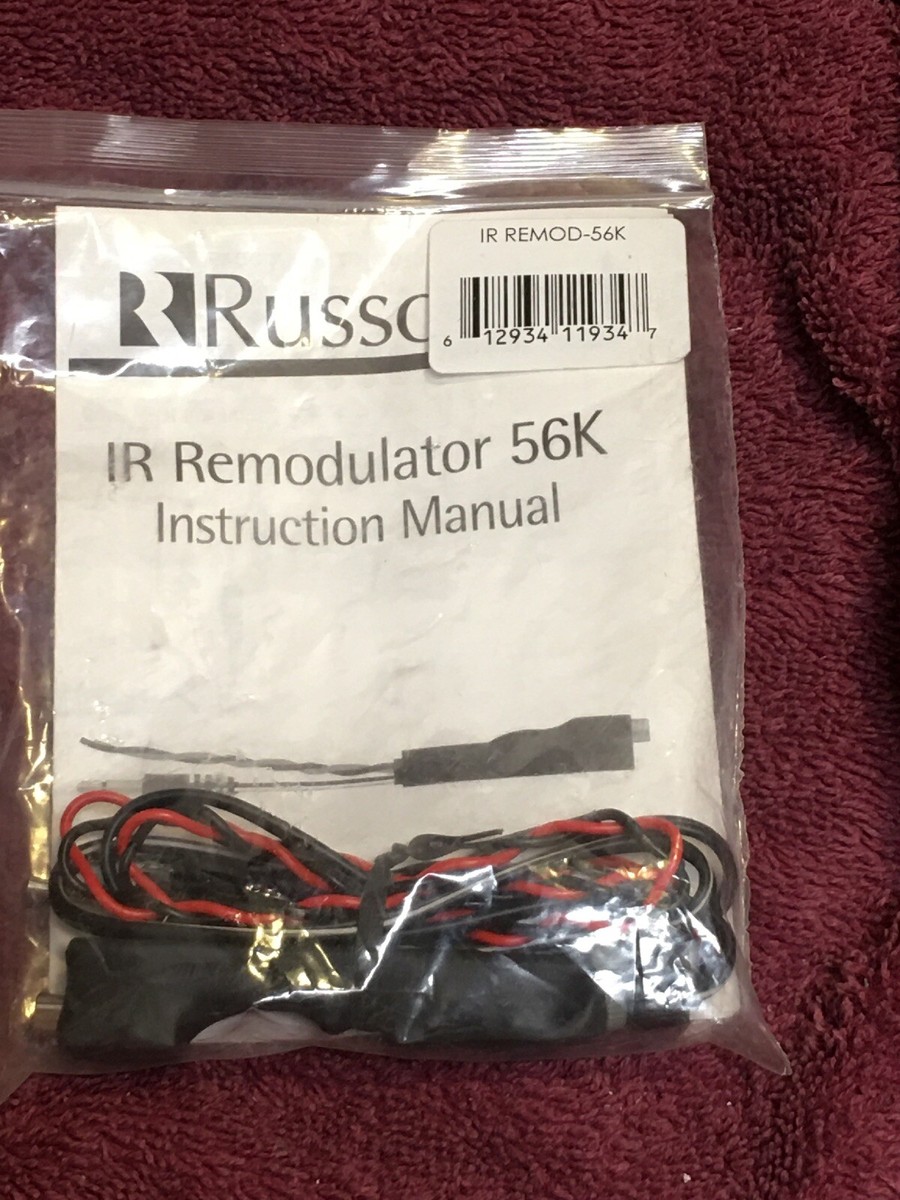 IR REMOD-56K
6 12934 11934 7
Russo
IR Remodulator 56K
Instruction Manual